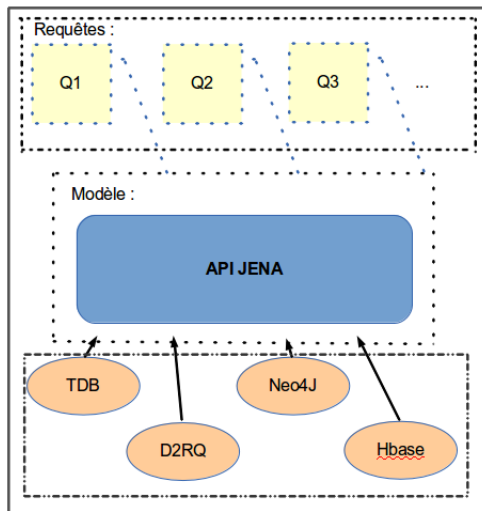 Requêtes :
Q1 Q2 Q3 ...
Modèle :
API JENA
TDB Neo4J
D2RQ Hbase